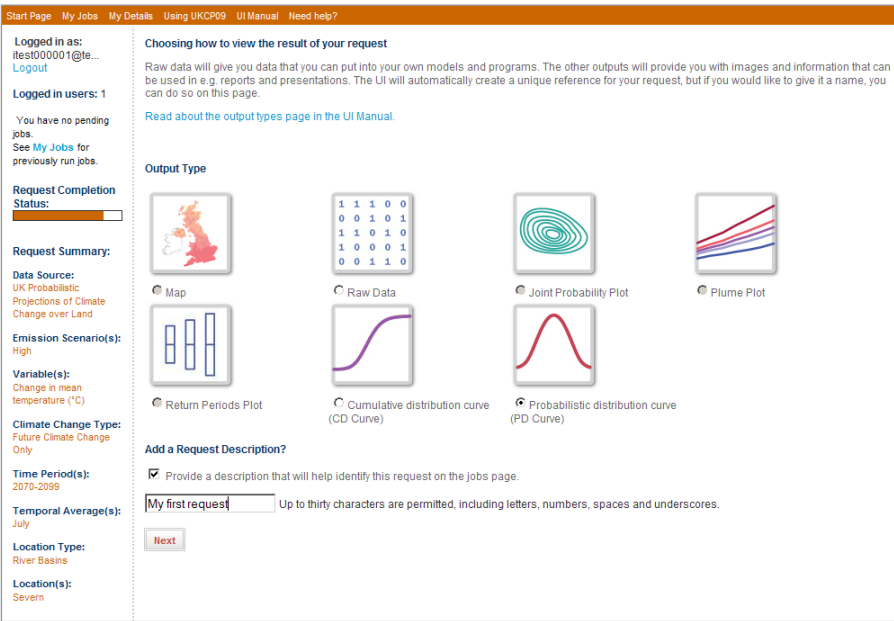 Start Page My Jobs My Details Using UKCP09 UI Manual Need help?
Logged in as:
itest000001@te...
Logout
Logged in users: 1
You have no pending
jobs.
See My Jobs for
previously run jobs.
Request Completion
Status:
Request Summary:
Data Source:
UK Probabilistic
Projections of Climate
Change over Land
Emission Scenario(s):
High
Variable(s):
Change in mean
temperature (°C)
Climate Change Type:
Future Climate Change
Only
Time Period(s):
2070-2099
Temporal Average(s):
July
Location Type:
River Basins
Location(s):
Severn
Choosing how to view the result of your request
Raw data will give you data that you can put into your own models and programs. The other outputs will provide you with images and information that can
be used in e.g. reports and presentations. The UI will automatically create a unique reference for your request, but if you would like to give it a name, you
can do so on this page.
Read about the output types page in the UI Manual.
Output Type
1 1 1 0 0
0 0 1 0 1
1 1 0 1 0
1 0 0 0 1
0 0 1 1 0
Map
Raw Data
Joint Probability Plot
Plume Plot
Return Periods Plot
Cumulative distribution curve
(CD Curve)
Probabilistic distribution curve
(PD Curve)
Add a Request Description?
Provide a description that will help identify this request on the jobs page.
My first request Up to thirty characters are permitted, including letters, numbers, spaces and underscores.
Next